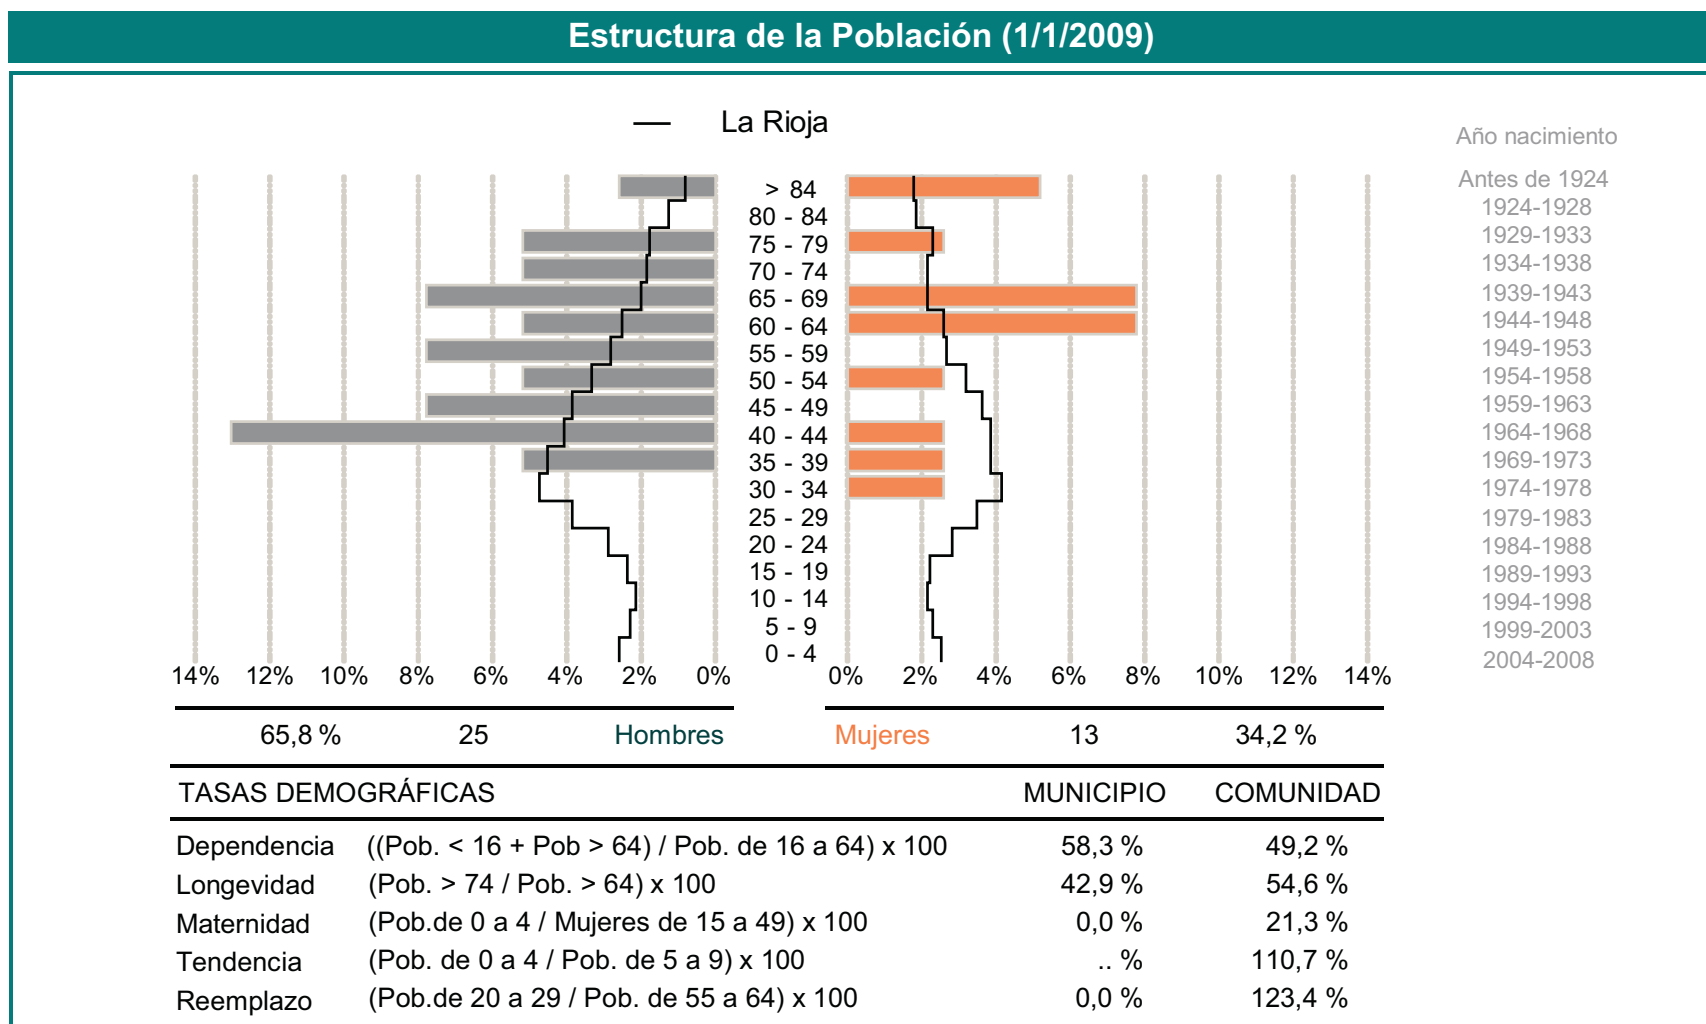 Estructura de la Población (1/1/2009)
La Rioja
Año nacimiento
> 84 Antes de 1924
80 - 84 1924-1928
75 - 79 1929-1933
70 - 74 1934-1938
65 - 69 1939-1943
60 - 64 1944-1948
55 - 59 1949-1953
50 - 54 1954-1958
45 - 49 1959-1963
40 - 44 1964-1968
35 - 39 1969-1973
30 - 34 1974-1978
25 - 29 1979-1983
20 - 24 1984-1988
15 - 19 1989-1993
10 - 14 1994-1998
5 - 9 1999-2003
0 - 4 2004-2008
14% 12% 10% 8% 6% 4% 2% 0% 0% 2% 4% 6% 8% 10% 12% 14%
65,8 % 25 Hombres Mujeres 13 34,2 %
TASAS DEMOGRÁFICAS MUNICIPIO COMUNIDAD
Dependencia ((Pob. < 16 + Pob > 64) / Pob. de 16 a 64) x 100 58,3 % 49,2 %
Longevidad (Pob. > 74 / Pob. > 64) x 100 42,9 % 54,6 %
Maternidad (Pob.de 0 a 4 / Mujeres de 15 a 49) x 100 0,0 % 21,3 %
Tendencia (Pob. de 0 a 4 / Pob. de 5 a 9) x 100 .. % 110,7 %
Reemplazo (Pob.de 20 a 29 / Pob. de 55 a 64) x 100 0,0 % 123,4 %